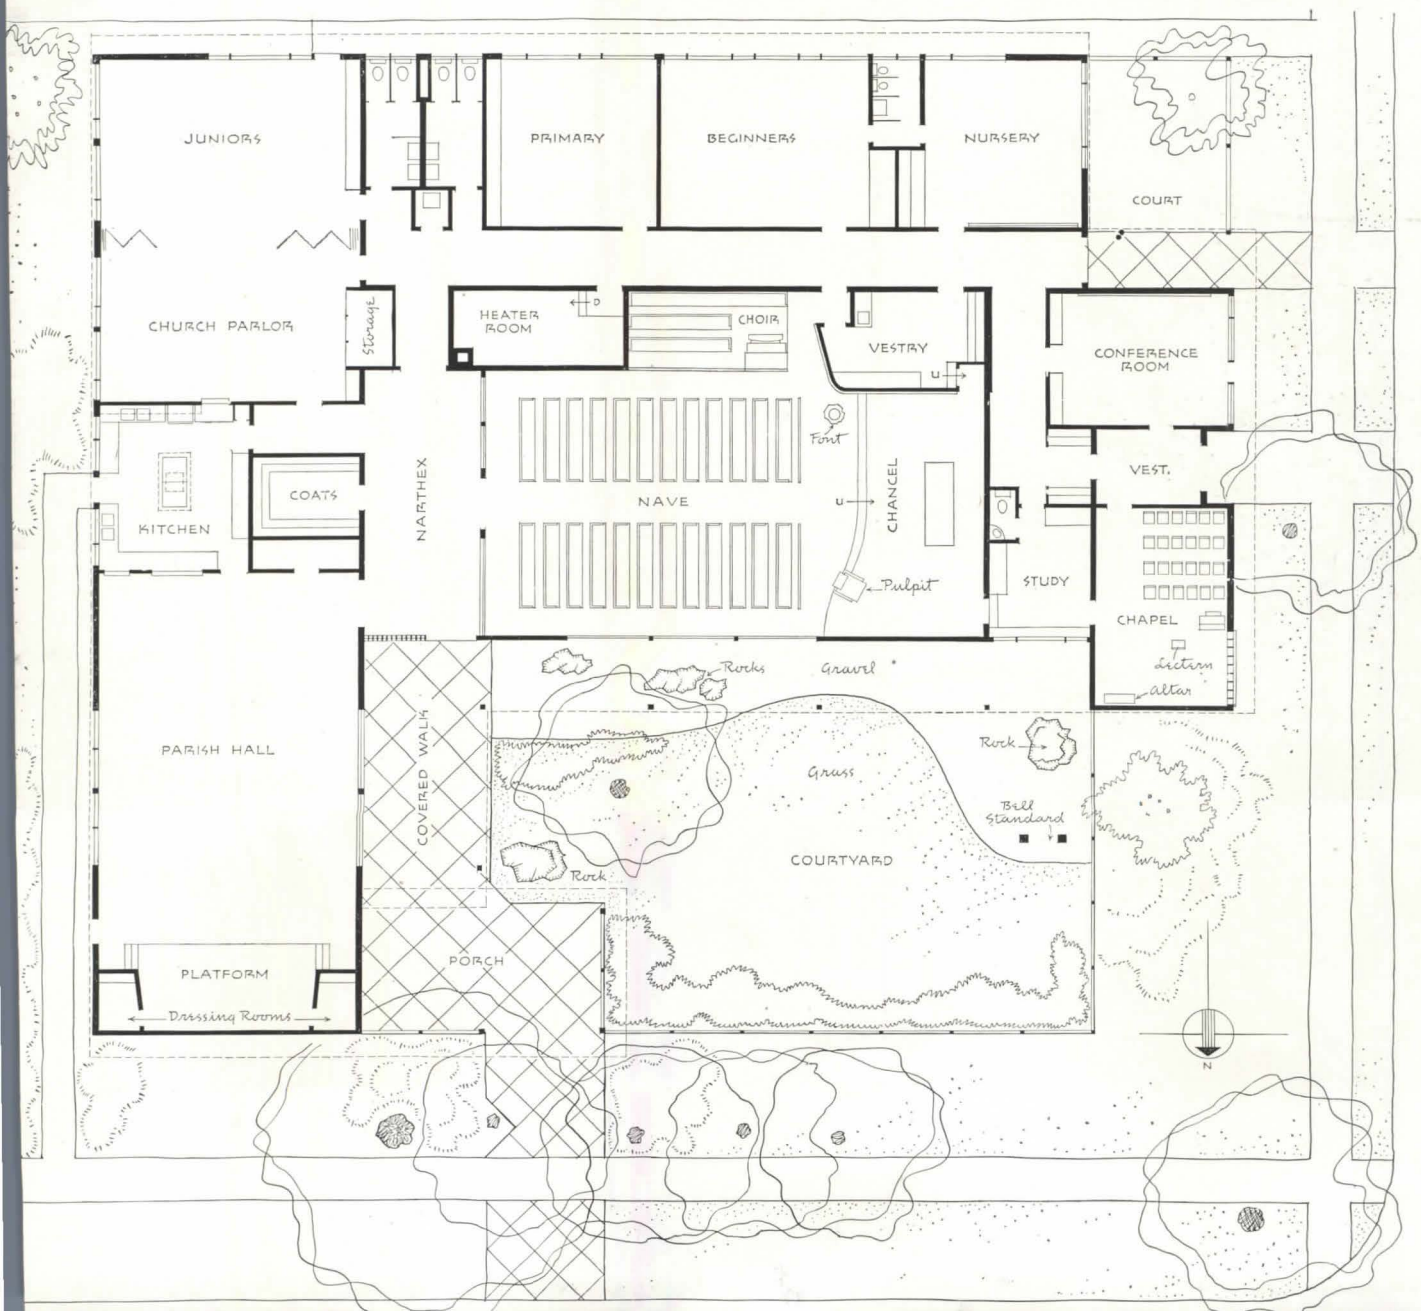 JUNIORS
PRIMARY
BEGINNERS
NURSERY
COURT
CHURCH PARLOR
Storage
HEATER
ROOM
D
CHOIR
VESTRY
U
CONFERENCE
ROOM
Font
KITCHEN
COATS
NARTHEX
NAVE
U
CHANCEL
VEST.
Pulpit
STUDY
CHAPEL
Lectern
Altar
Rocks
Gravel
PARISH HALL
COVERED WALK
Rock
Grass
Bell
Standard
COURTYARD
Rock
PORCH
PLATFORM
Dressing Rooms
N